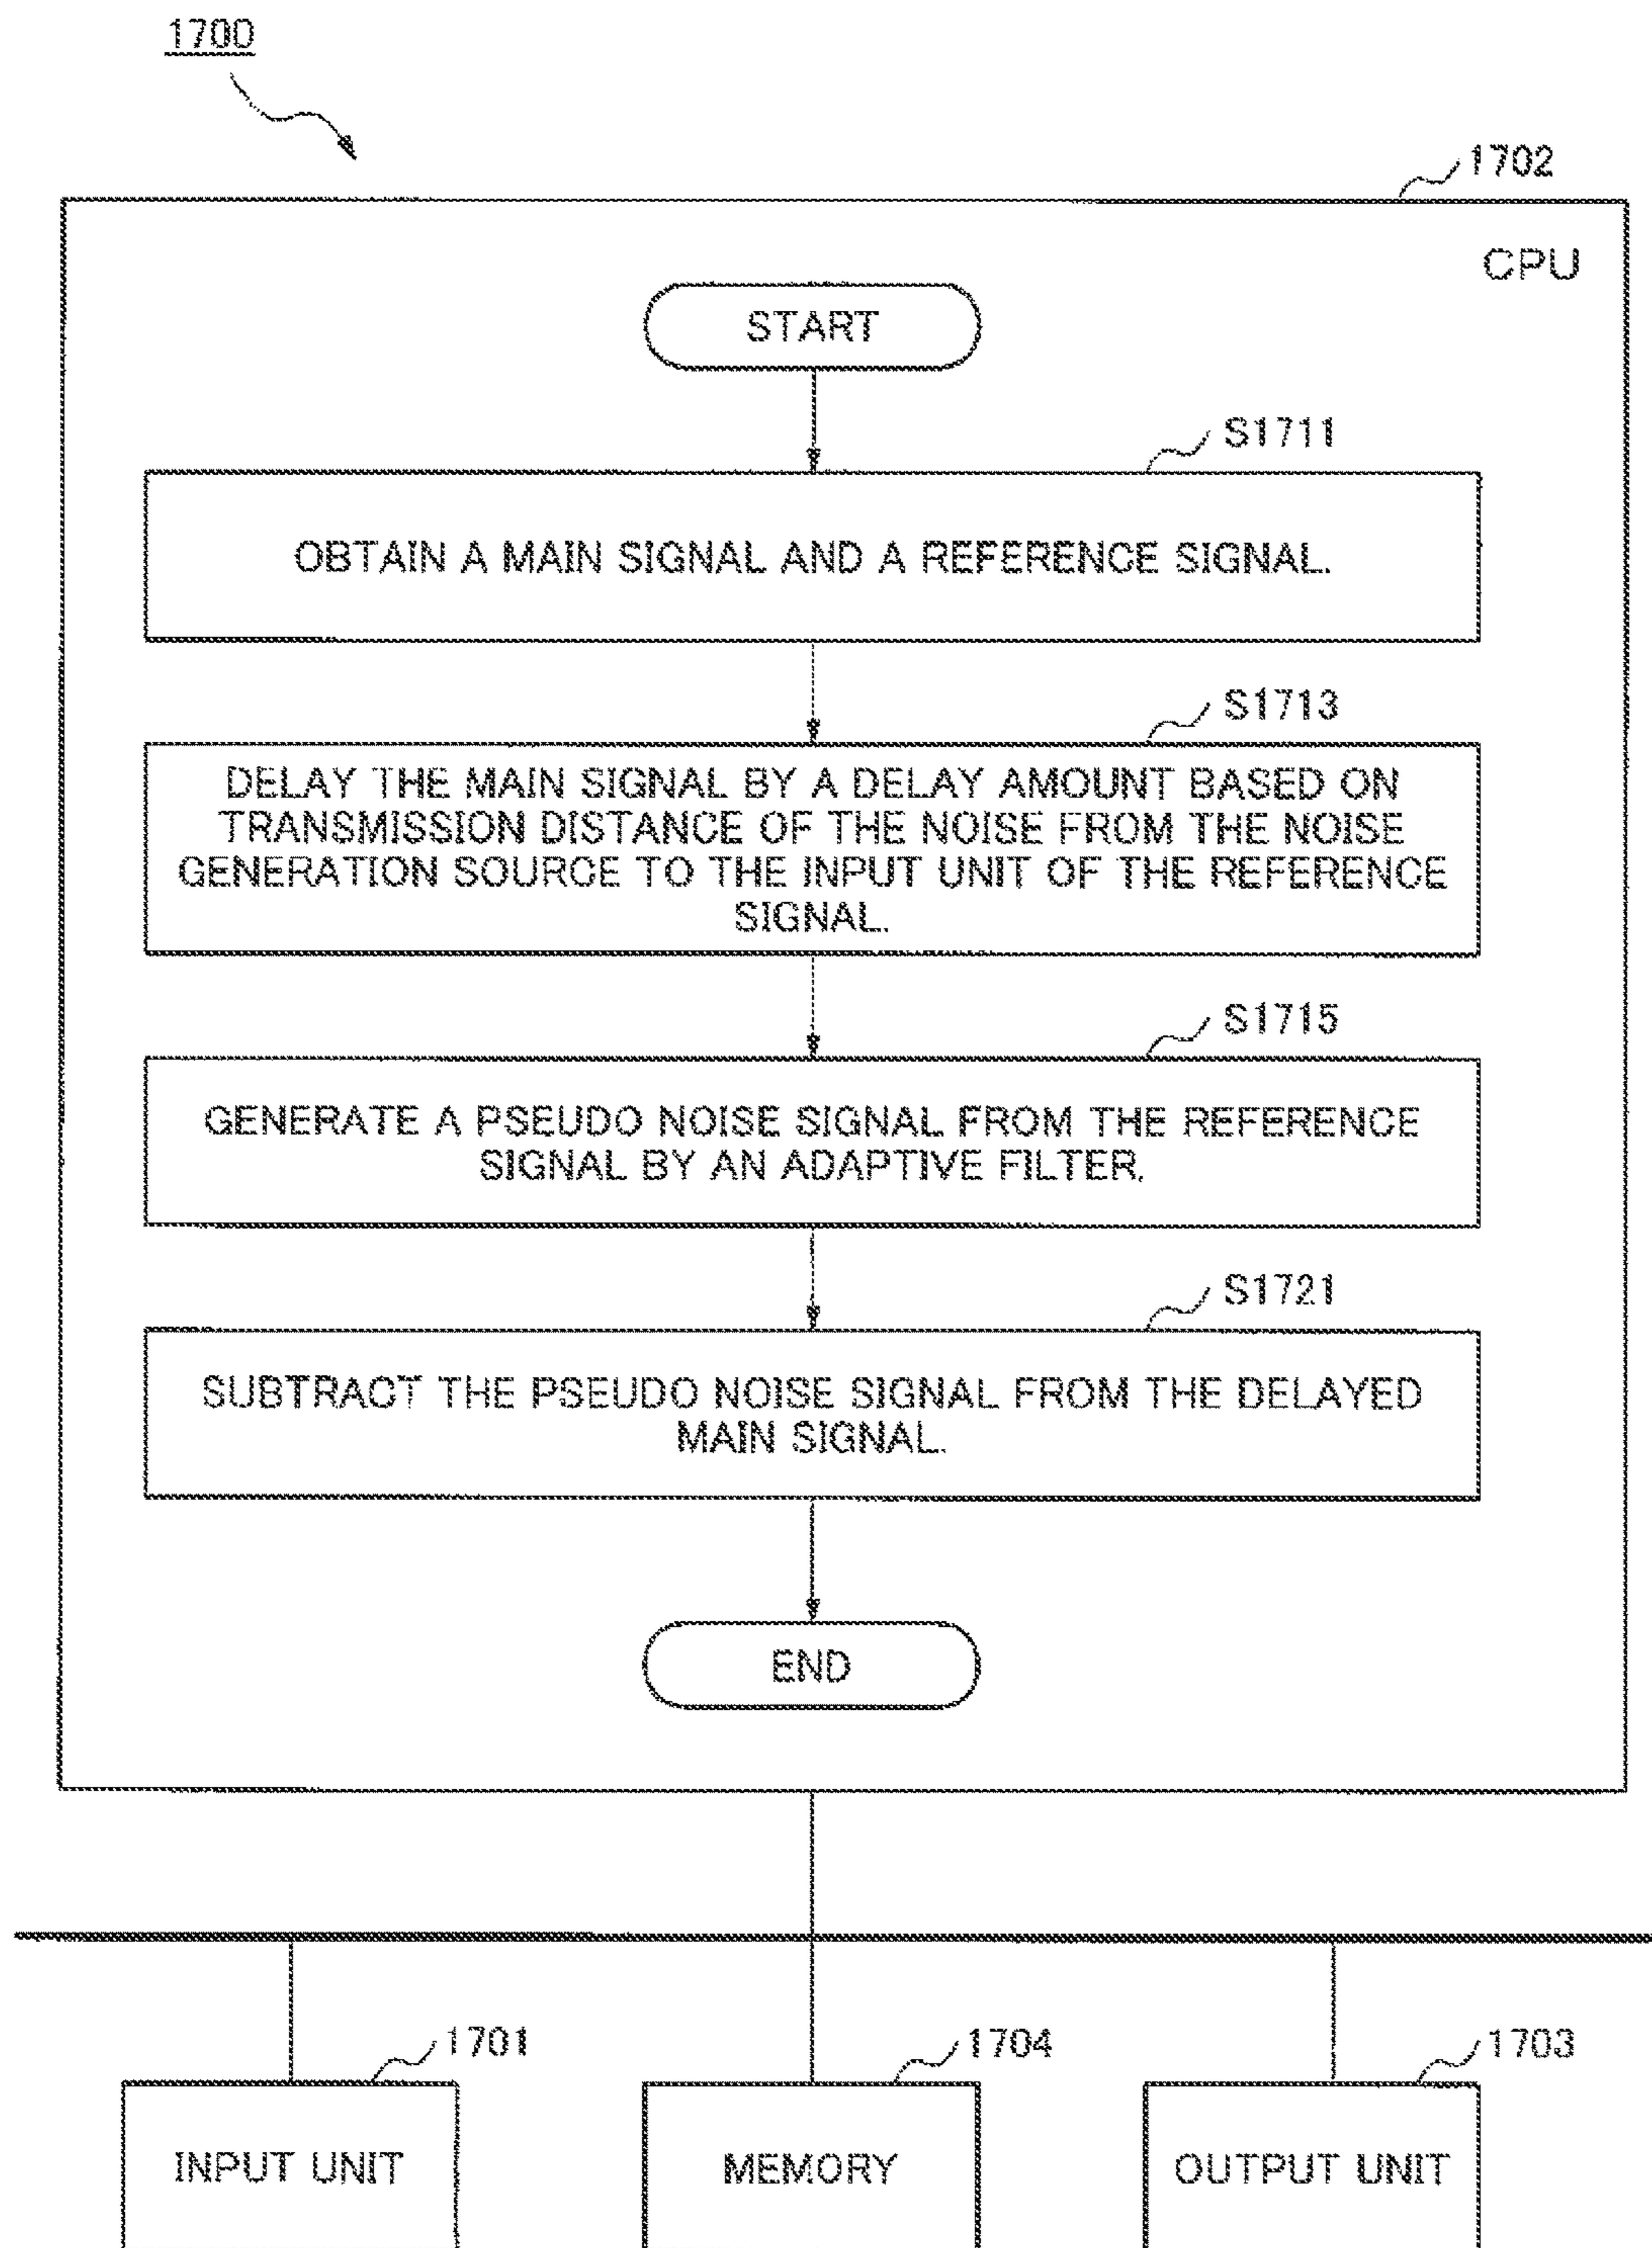 1700
1702
CPU
START
S1711
OBTAIN A MAIN SIGNAL AND A REFERENCE SIGNAL.
S1713
DELAY THE MAIN SIGNAL BY A DELAY AMOUNT BASED ON
TRANSMISSION DISTANCE OF THE NOISE FROM THE NOISE
GENERATION SOURCE TO THE INPUT UNIT OF THE REFERENCE
SIGNAL.
S1715
GENERATE A PSEUDO NOISE SIGNAL FROM THE REFERENCE
SIGNAL BY AN ADAPTIVE FILTER.
S1721
SUBTRACT THE PSEUDO NOISE SIGNAL FROM THE DELAYED
MAIN SIGNAL.
END
1701
1704
1703
INPUT UNIT
MEMORY
OUTPUT UNIT